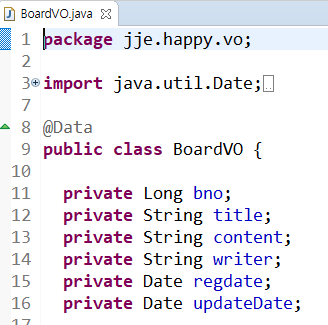 BoardVO.java
1 package jje.happy.vo;
2
3 import java.util.Date;
7
8 @Data
9 public class BoardVO {
10
11 private Long bno;
12 private String title;
13 private String content;
14 private String writer;
15 private Date regdate;
16 private Date updateDate;
17